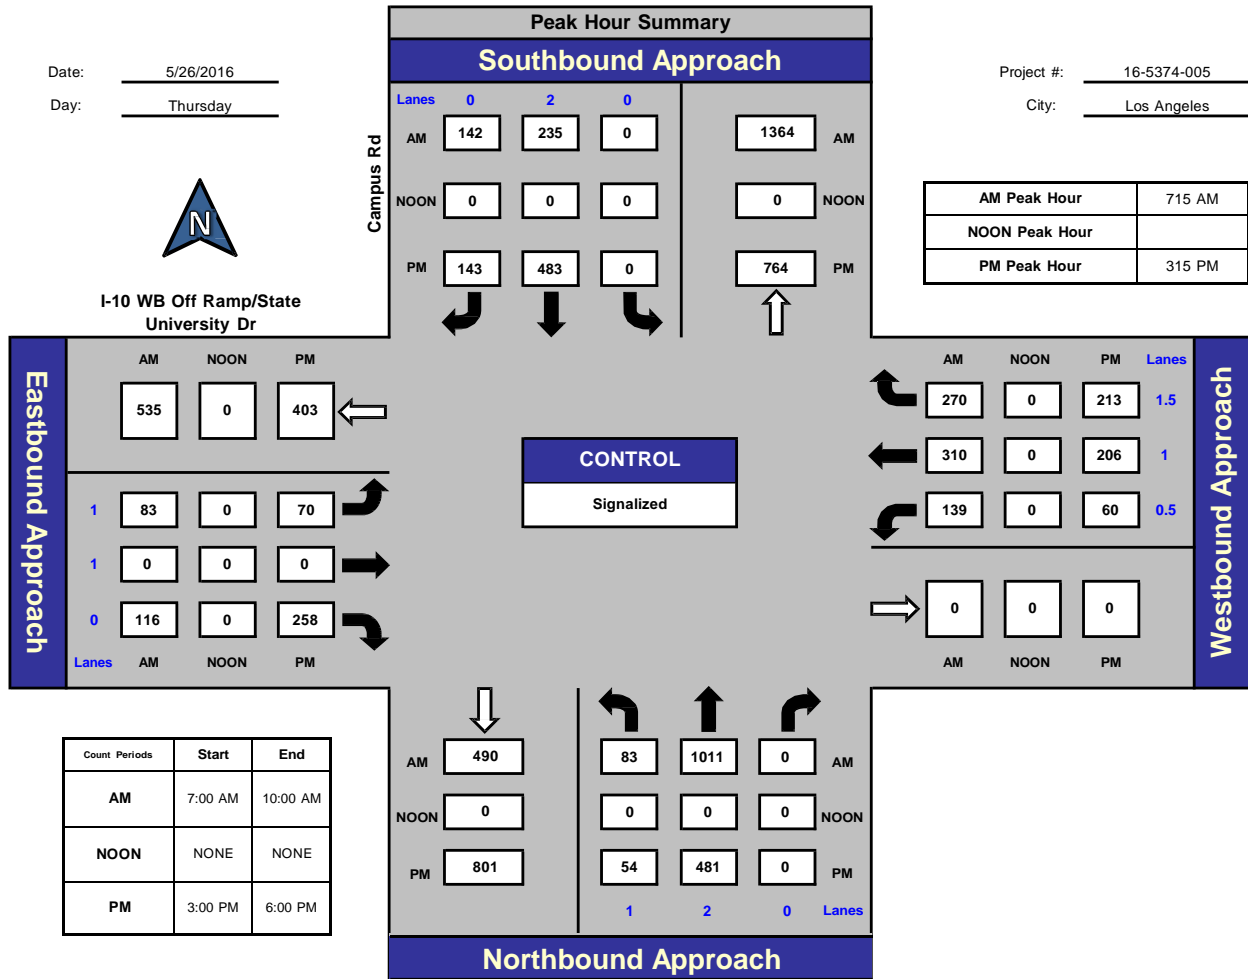 Peak Hour Summary
Southbound Approach
Date: 5/26/2016
Day: Thursday
Project #: 16-5374-005
City: Los Angeles
N
Campus Rd
Lanes 0 2 0
AM 142 235 0 1364 AM
NOON 0 0 0 0 NOON
PM 143 483 0 764 PM
AM Peak Hour 715 AM
NOON Peak Hour
PM Peak Hour 315 PM
I-10 WB Off Ramp/State
University Dr
Eastbound Approach
AM NOON PM
535 0 403
1 83 0 70
1 0 0 0
0 116 0 258
Lanes AM NOON PM
CONTROL
Signalized
AM NOON PM Lanes
270 0 213 1.5
310 0 206 1
139 0 60 0.5
0 0 0
AM NOON PM
Westbound Approach
Count Periods Start End
AM 7:00 AM 10:00 AM
NOON NONE NONE
PM 3:00 PM 6:00 PM
AM 490 83 1011 0 AM
NOON 0 0 0 0 NOON
PM 801 54 481 0 PM
1 2 0 Lanes
Northbound Approach